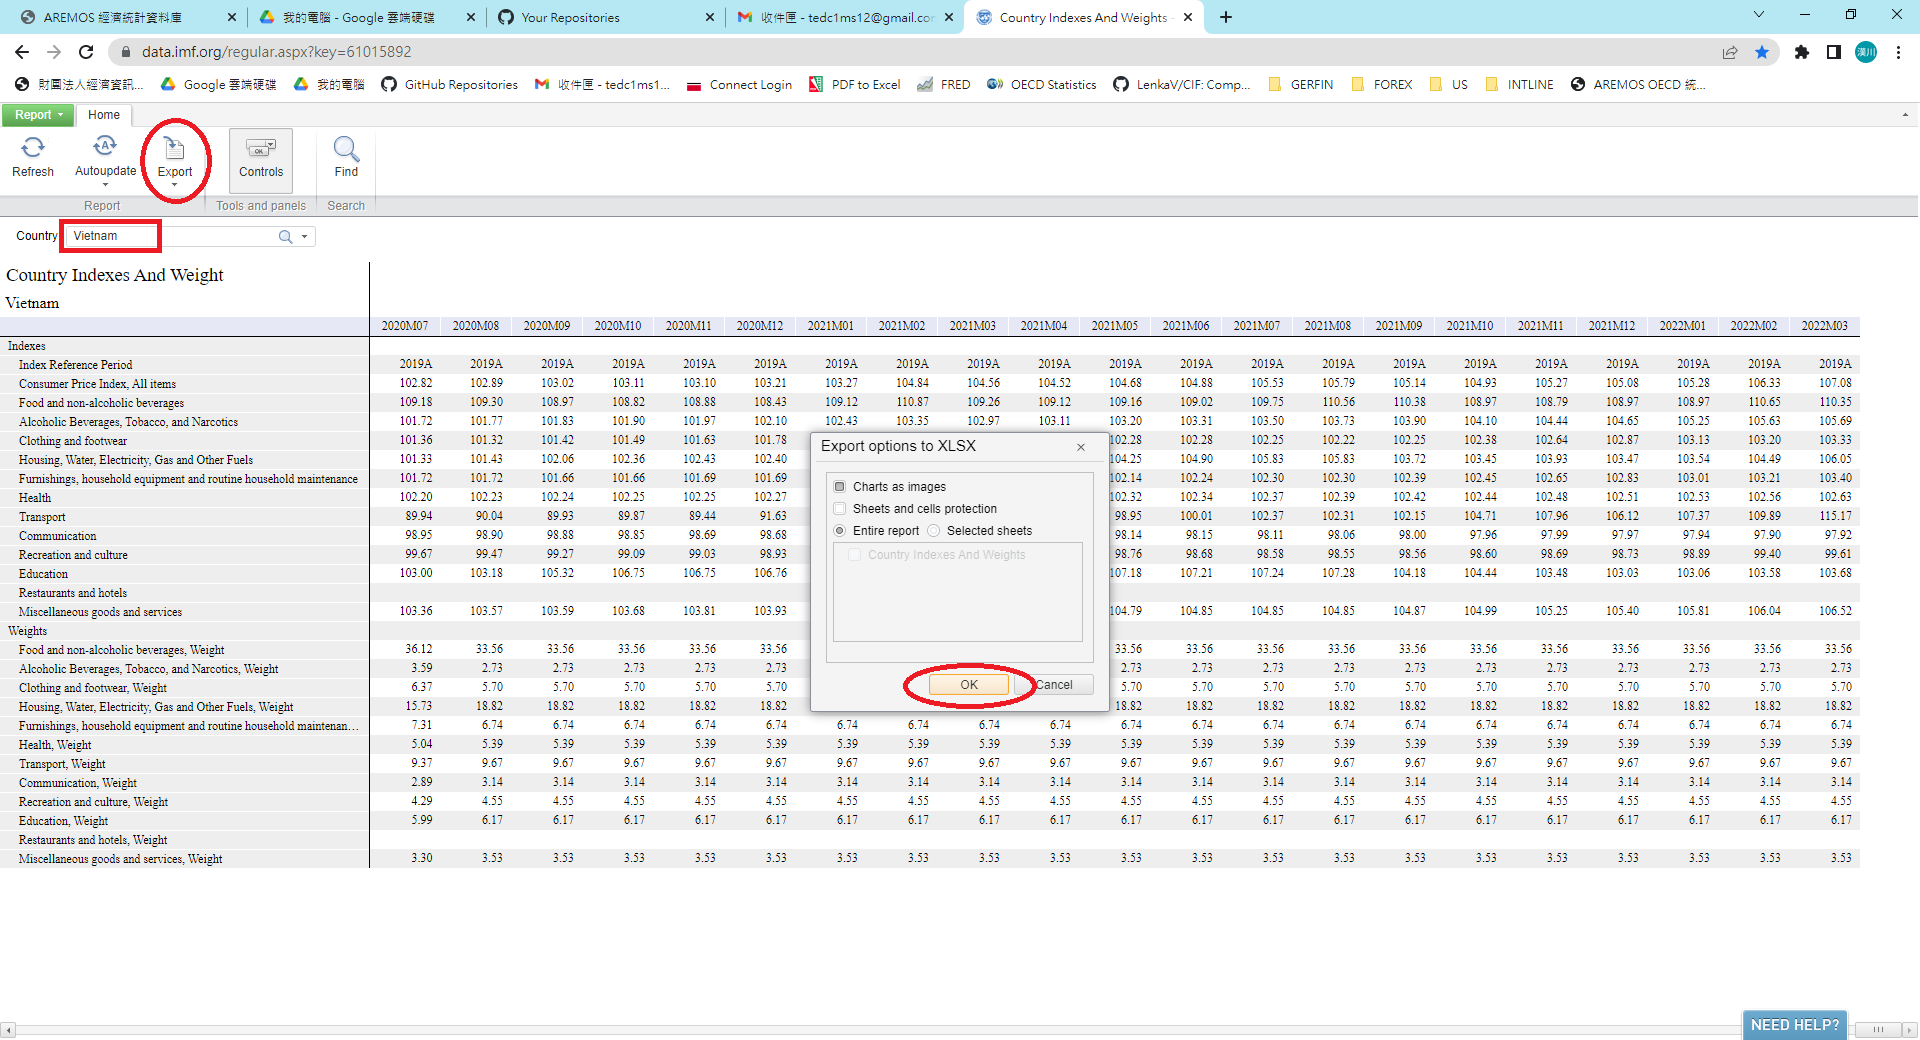 AREMOS 經濟統計資料庫
我的電腦 - Google 雲端硬碟
Your Repositories
收件匣 - tedc1ms12@gmail.com
Country Indexes And Weights -
data.imf.org/regular.aspx?key=61015892
潢川
財團法人經濟資訊...
Google 雲端硬碟
我的電腦
GitHub Repositories
收件匣 - tedc1ms1...
Connect Login
PDF to Excel
FRED
OECD Statistics
LenkaV/CIF: Comp...
GERFIN
FOREX
US
INTLINE
AREMOS OECD 統...
Report Home
Refresh Autoupdate Export Controls Find
Report Tools and panels Search
Country Vietnam
Country Indexes And Weight
Vietnam
2020M07 2020M08 2020M09 2020M10 2020M11 2020M12 2021M01 2021M02 2021M03 2021M04 2021M05 2021M06 2021M07 2021M08 2021M09 2021M10 2021M11 2021M12 2022M01 2022M02 2022M03
Indexes
Index Reference Period 2019A 2019A 2019A 2019A 2019A 2019A 2019A 2019A 2019A 2019A 2019A 2019A 2019A 2019A 2019A 2019A 2019A 2019A 2019A 2019A 2019A
Consumer Price Index, All items 102.82 102.89 103.02 103.11 103.10 103.21 103.27 104.84 104.56 104.52 104.68 104.88 105.53 105.79 105.14 104.93 105.27 105.08 105.28 106.33 107.08
Food and non-alcoholic beverages 109.18 109.30 108.97 108.82 108.88 108.43 109.12 110.87 109.26 109.12 109.16 109.02 109.75 110.56 110.38 108.97 108.79 108.97 108.97 110.65 110.35
Alcoholic Beverages, Tobacco, and Narcotics 101.72 101.77 101.83 101.90 101.97 102.10 102.43 103.35 102.97 103.11 103.20 103.31 103.50 103.73 103.90 104.10 104.44 104.65 105.25 105.63 105.69
Clothing and footwear 101.36 101.32 101.42 101.49 101.63 101.78 102.28 102.28 102.25 102.22 102.25 102.38 102.64 102.87 103.13 103.20 103.33
Housing, Water, Electricity, Gas and Other Fuels 101.33 101.43 102.06 102.36 102.43 102.40 104.25 104.90 105.83 105.83 103.72 103.45 103.93 103.47 103.54 104.49 106.05
Furnishings, household equipment and routine household maintenance 101.72 101.72 101.66 101.66 101.69 101.69 102.14 102.24 102.30 102.30 102.39 102.45 102.65 102.83 103.01 103.21 103.40
Health 102.20 102.23 102.24 102.25 102.25 102.27 102.32 102.34 102.37 102.39 102.42 102.44 102.48 102.51 102.53 102.56 102.63
Transport 89.94 90.04 89.93 89.87 89.44 91.63 98.95 100.01 102.37 102.31 102.15 104.71 107.96 106.12 107.37 109.89 115.17
Communication 98.95 98.90 98.88 98.85 98.69 98.68 98.14 98.15 98.11 98.06 98.00 97.96 97.99 97.97 97.94 97.90 97.92
Recreation and culture 99.67 99.47 99.27 99.09 99.03 98.93 98.76 98.68 98.58 98.55 98.56 98.60 98.69 98.73 98.89 99.40 99.61
Education 103.00 103.18 105.32 106.75 106.75 106.76 107.18 107.21 107.24 107.28 104.18 104.44 103.48 103.03 103.06 103.58 103.68
Restaurants and hotels
Miscellaneous goods and services 103.36 103.57 103.59 103.68 103.81 103.93 104.79 104.85 104.85 104.85 104.87 104.99 105.25 105.40 105.81 106.04 106.52
Weights
Food and non-alcoholic beverages, Weight 36.12 33.56 33.56 33.56 33.56 33.56 33.56 33.56 33.56 33.56 33.56 33.56 33.56 33.56 33.56 33.56 33.56
Alcoholic Beverages, Tobacco, and Narcotics, Weight 3.59 2.73 2.73 2.73 2.73 2.73 2.73 2.73 2.73 2.73 2.73 2.73 2.73 2.73 2.73 2.73 2.73
Clothing and footwear, Weight 6.37 5.70 5.70 5.70 5.70 5.70 5.70 5.70 5.70 5.70 5.70 5.70 5.70 5.70 5.70 5.70 5.70
Housing, Water, Electricity, Gas and Other Fuels, Weight 15.73 18.82 18.82 18.82 18.82 18.82 18.82 18.82 18.82 18.82 18.82 18.82 18.82 18.82 18.82 18.82 18.82
Furnishings, household equipment and routine household maintenan... 7.31 6.74 6.74 6.74 6.74 6.74 6.74 6.74 6.74 6.74 6.74 6.74 6.74 6.74 6.74 6.74 6.74 6.74 6.74 6.74 6.74
Health, Weight 5.04 5.39 5.39 5.39 5.39 5.39 5.39 5.39 5.39 5.39 5.39 5.39 5.39 5.39 5.39 5.39 5.39 5.39 5.39 5.39 5.39
Transport, Weight 9.37 9.67 9.67 9.67 9.67 9.67 9.67 9.67 9.67 9.67 9.67 9.67 9.67 9.67 9.67 9.67 9.67 9.67 9.67 9.67 9.67
Communication, Weight 2.89 3.14 3.14 3.14 3.14 3.14 3.14 3.14 3.14 3.14 3.14 3.14 3.14 3.14 3.14 3.14 3.14 3.14 3.14 3.14 3.14
Recreation and culture, Weight 4.29 4.55 4.55 4.55 4.55 4.55 4.55 4.55 4.55 4.55 4.55 4.55 4.55 4.55 4.55 4.55 4.55 4.55 4.55 4.55 4.55
Education, Weight 5.99 6.17 6.17 6.17 6.17 6.17 6.17 6.17 6.17 6.17 6.17 6.17 6.17 6.17 6.17 6.17 6.17 6.17 6.17 6.17 6.17
Restaurants and hotels, Weight
Miscellaneous goods and services, Weight 3.30 3.53 3.53 3.53 3.53 3.53 3.53 3.53 3.53 3.53 3.53 3.53 3.53 3.53 3.53 3.53 3.53 3.53 3.53 3.53 3.53
Export options to XLSX
Charts as images
Sheets and cells protection
Entire report Selected sheets
Country Indexes And Weights
OK Cancel
NEED HELP?